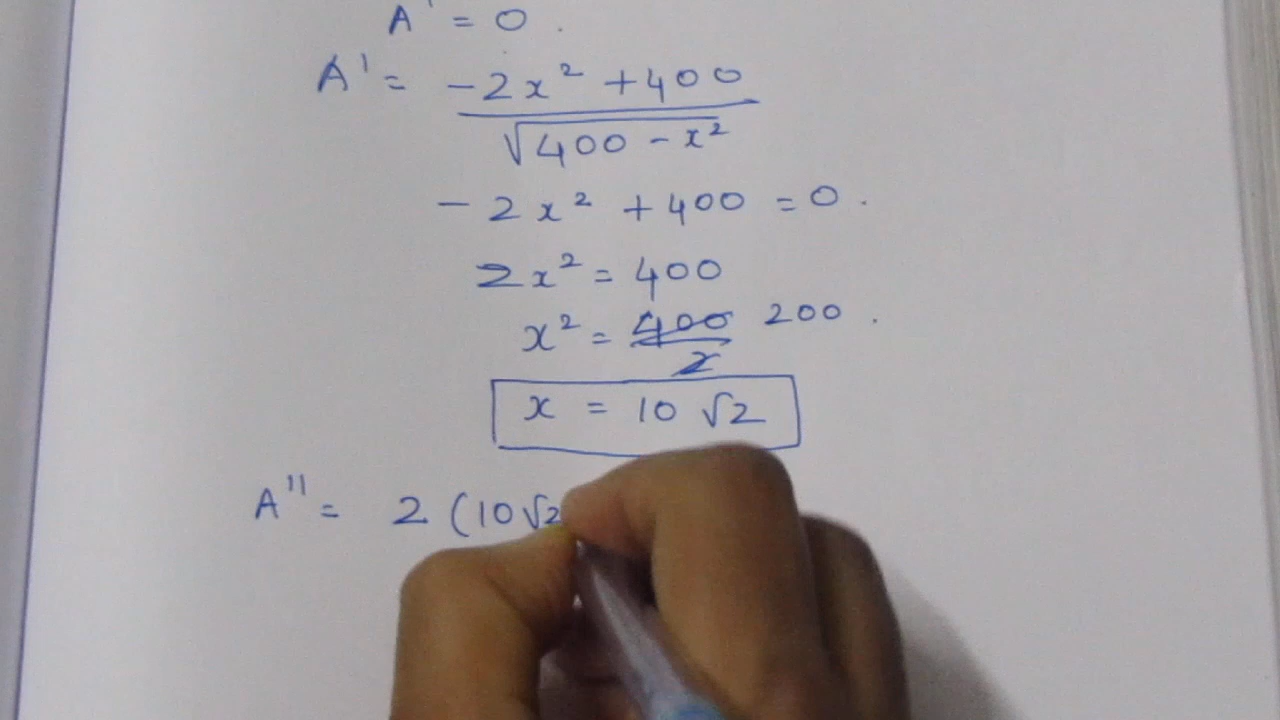 A' = 0.
A' = -2x² + 400
√400 - x²
-2x² + 400 = 0.
2x² = 400
x² = 400 200.
2
x = 10 √2
A'' = 2 (10√2